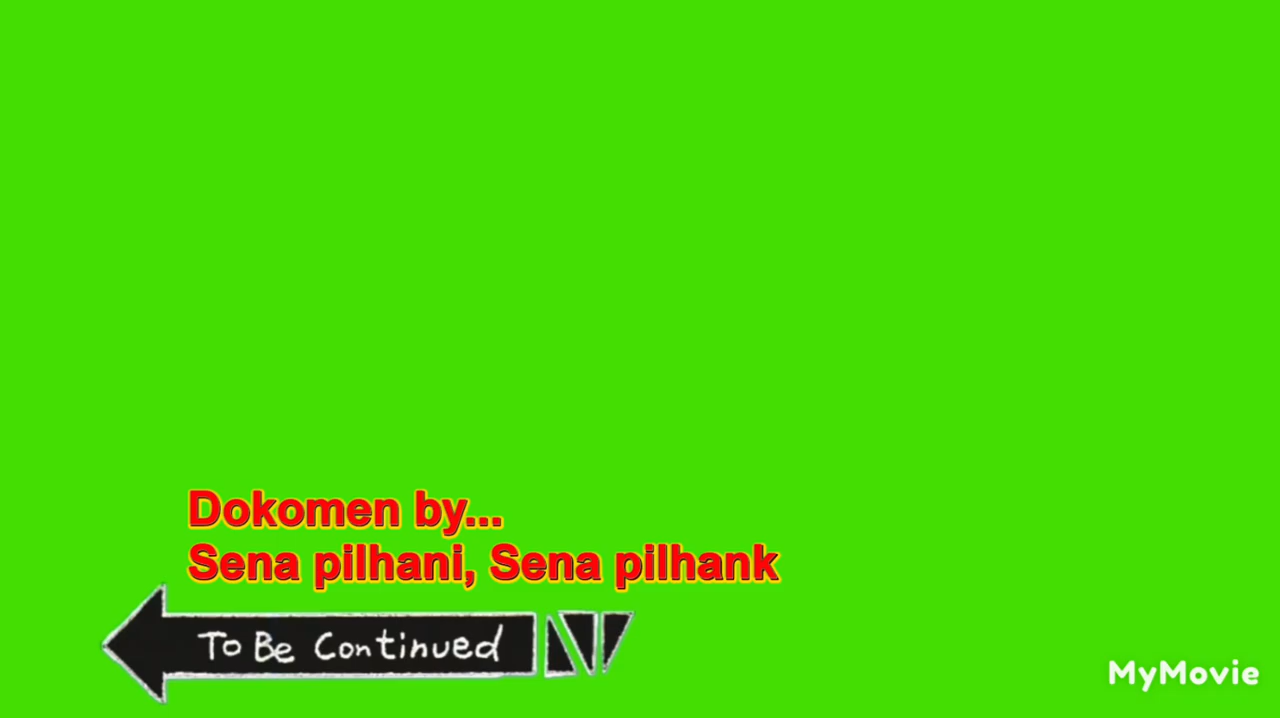 Dokomen by...
Sena pilhani, Sena pilhank
To Be Continued
MyMovie